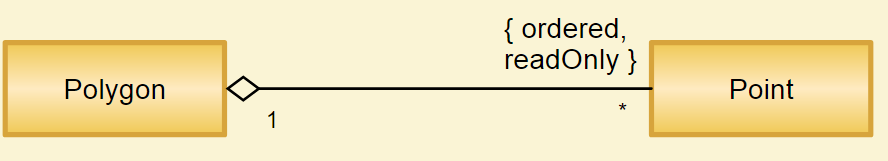 { ordered,
readOnly }
Polygon
Point
1
*